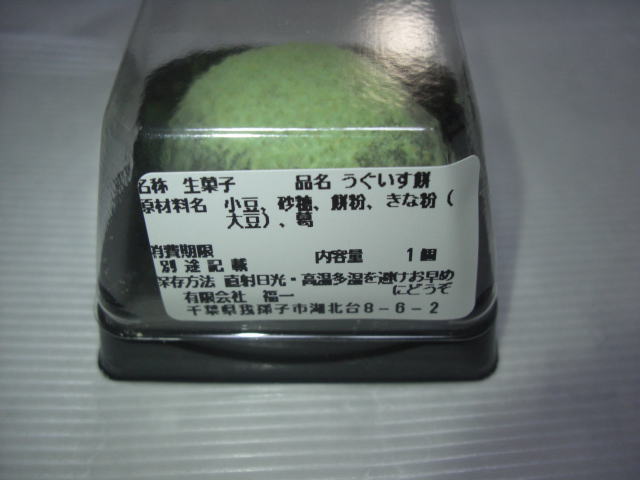 名称 生菓子 品名 うぐいす餅
原材料名 小豆、砂糖、餅粉、きな粉(
大豆)、葛
消費期限 内容量 1個
別途記載
保存方法 直射日光・高温多湿を避けお早め
にどうぞ
有限会社 福一
千葉県我孫子市湖北台8-6-2